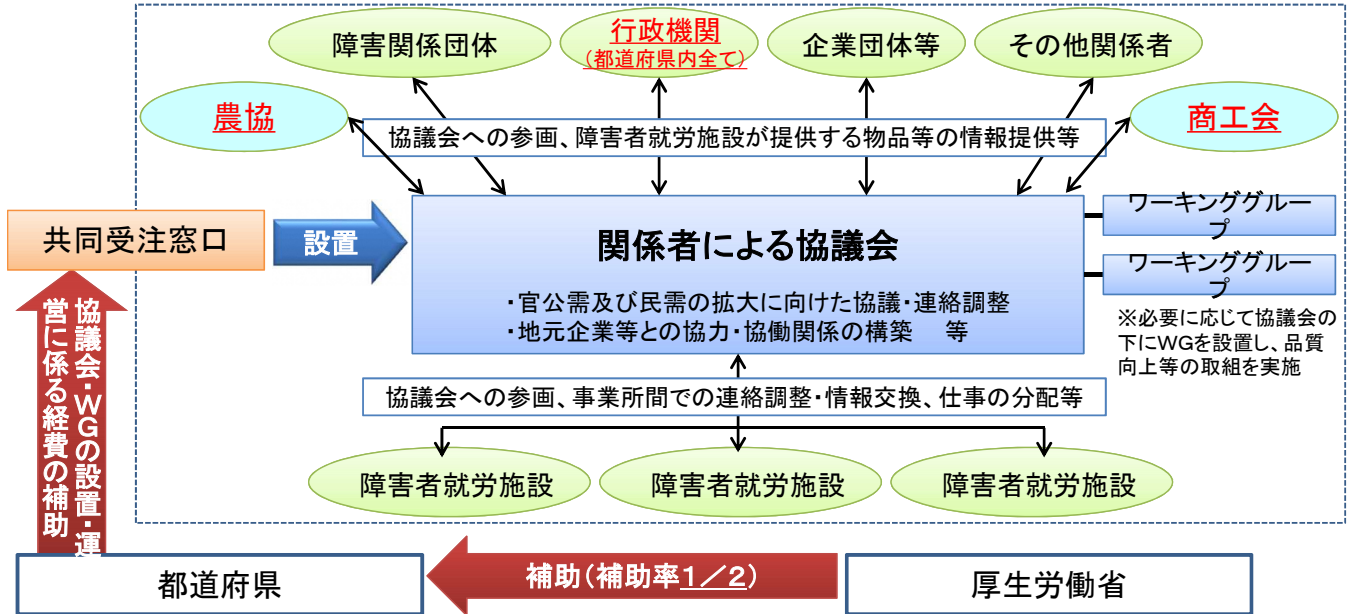 障害関係団体
行政機関
(都道府県内全て)
企業団体等
その他関係者
農協
商工会
協議会への参画、障害者就労施設が提供する物品等の情報提供等
共同受注窓口
設置
関係者による協議会
・官公需及び民需の拡大に向けた協議・連絡調整
・地元企業等との協力・協働関係の構築　等
ワーキンググルー
プ
ワーキンググルー
プ
※必要に応じて協議会の
下にWGを設置し、品質
向上等の取組を実施
協議会への参画、事業所間での連絡調整・情報交換、仕事の分配等
障害者就労施設
障害者就労施設
障害者就労施設
協議会・WGの設置・運
営に係る経費の補助
都道府県
補助(補助率1／2)
厚生労働省